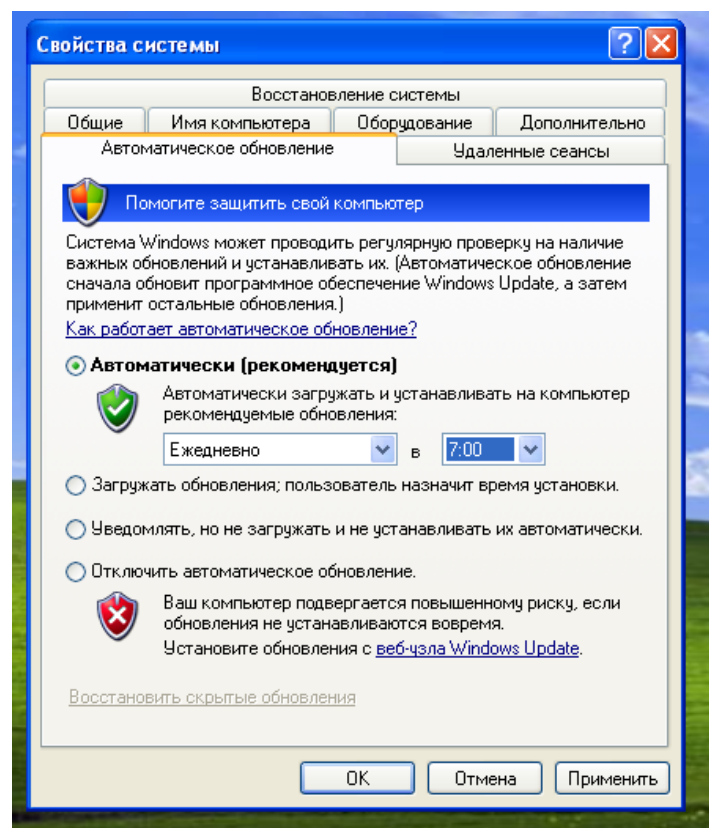 Свойства системы
Восстановление системы
Общие
Имя компьютера
Оборудование
Дополнительно
Автоматическое обновление
Удаленные сеансы
Помогите защитить свой компьютер
Система Windows может проводить регулярную проверку на наличие
важных обновлений и устанавливать их. (Автоматическое обновление
сначала обновит программное обеспечение Windows Update, а затем
применит остальные обновления.)
Как работает автоматическое обновление?
Автоматически (рекомендуется)
Автоматически загружать и устанавливать на компьютер
рекомендуемые обновления:
Ежедневно в 7:00
Загружать обновления; пользователь назначит время установки.
Уведомлять, но не загружать и не устанавливать их автоматически.
Отключить автоматическое обновление.
Ваш компьютер подвергается повышенному риску, если
обновления не устанавливаются вовремя.
Установите обновления с веб-узла Windows Update.
Восстановить скрытые обновления
OK
Отмена
Применить